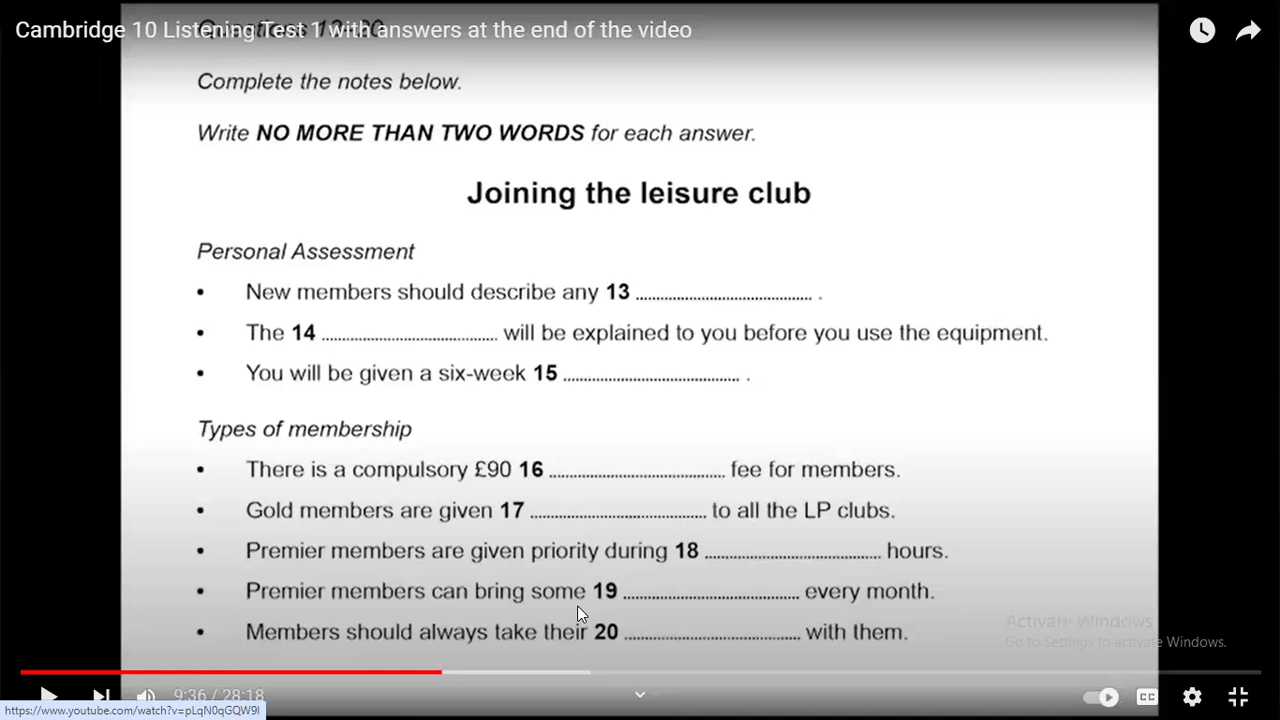 Cambridge 10 Listening Test 1 with answers at the end of the video
Questions 13-20
Complete the notes below.
Write NO MORE THAN TWO WORDS for each answer.
Joining the leisure club
Personal Assessment
• New members should describe any 13 .................................... .
• The 14 .................................... will be explained to you before you use the equipment.
• You will be given a six-week 15 .................................... .
Types of membership
• There is a compulsory £90 16 .................................... fee for members.
• Gold members are given 17 .................................... to all the LP clubs.
• Premier members are given priority during 18 .................................... hours.
• Premier members can bring some 19 .................................... every month.
• Members should always take their 20 .................................... with them.
Activate Windows
Go to Settings to activate Windows.
9:36 / 28:18
CC
https://www.youtube.com/watch?v=pLqN0qGQW9I